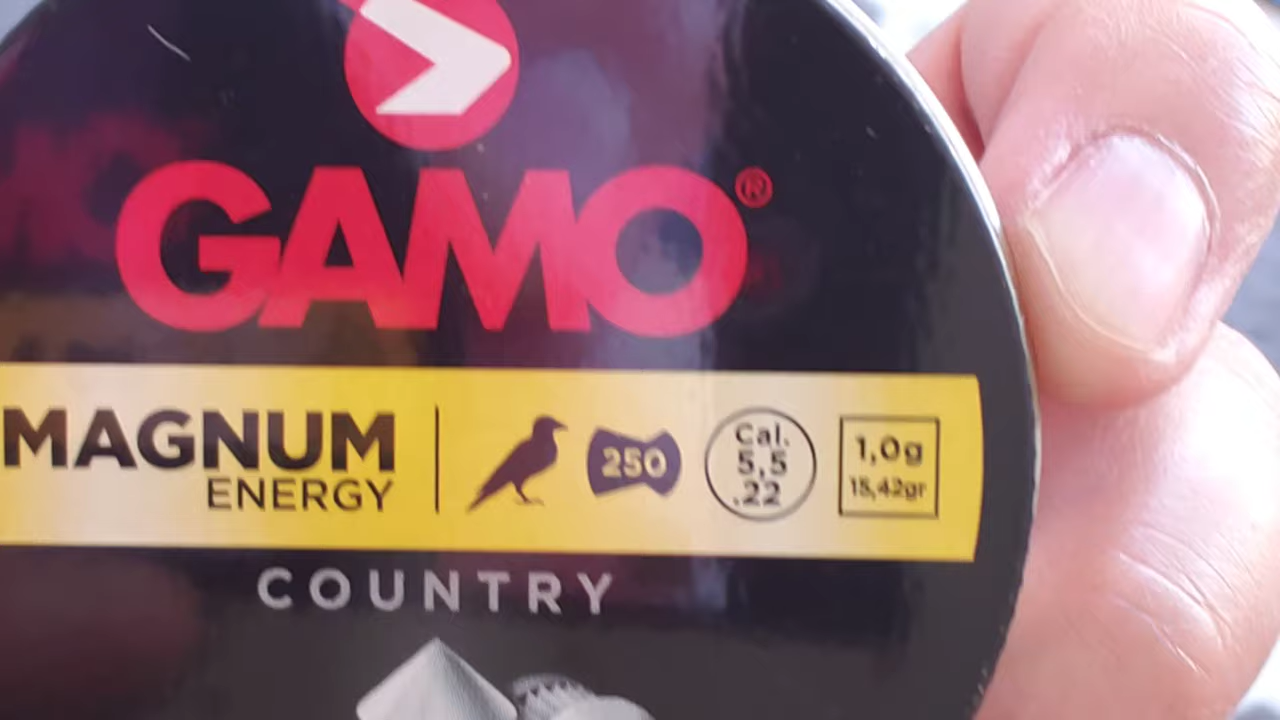 GAMO®
MAGNUM
ENERGY
250
Cal.
5,5
.22
1,0g
15,42gr
COUNTRY